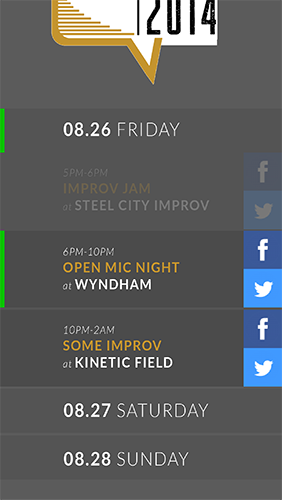 2014
08.26 FRIDAY
5PM-6PM
IMPROV JAM
at STEEL CITY IMPROV
6PM-10PM
OPEN MIC NIGHT
at WYNDHAM
10PM-2AM
SOME IMPROV
at KINETIC FIELD
08.27 SATURDAY
08.28 SUNDAY